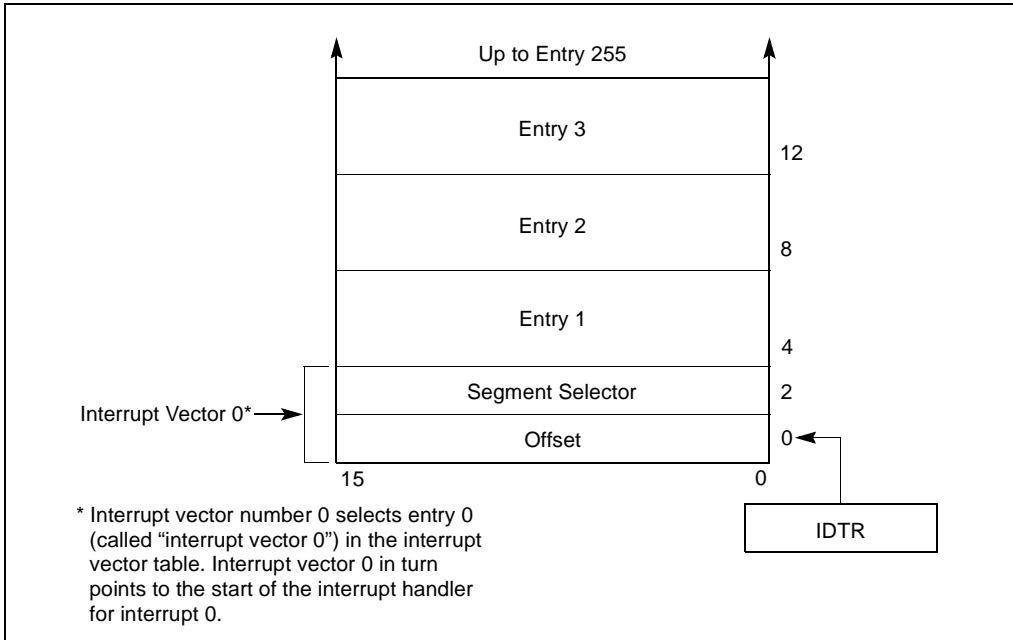 Up to Entry 255
Entry 3
12
Entry 2
8
Entry 1
4
Segment Selector
2
Interrupt Vector 0*
Offset
0
15
0
* Interrupt vector number 0 selects entry 0
(called “interrupt vector 0”) in the interrupt
vector table. Interrupt vector 0 in turn
points to the start of the interrupt handler
for interrupt 0.
IDTR